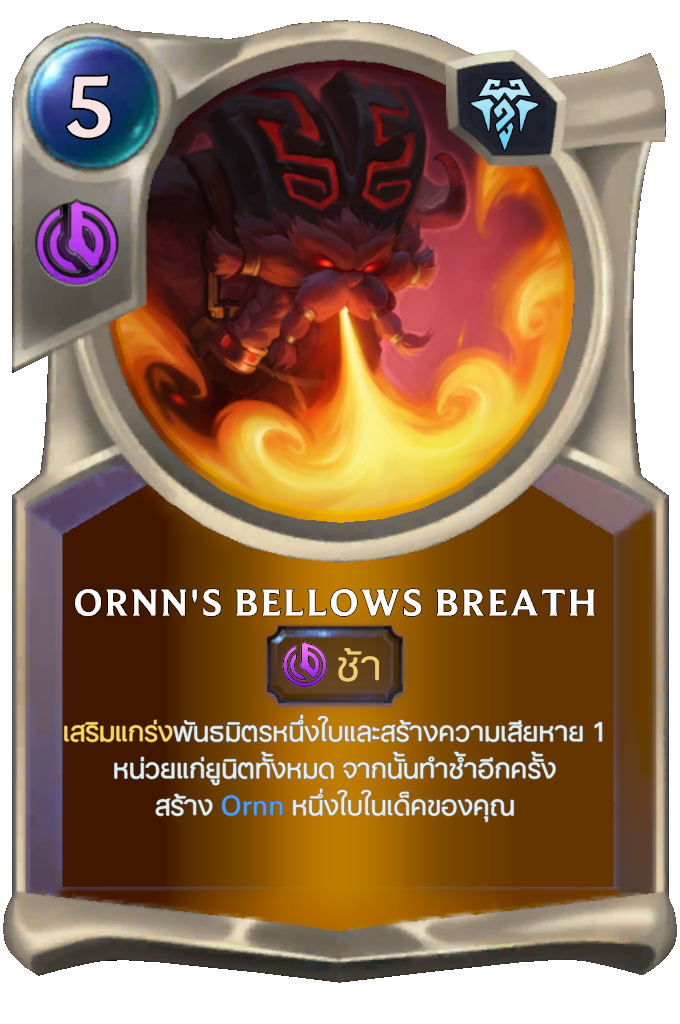 5
ORNN'S BELLOWS BREATH
ช้า
เสริมแกร่งพันธมิตรหนึ่งใบและสร้างความเสียหาย 1
หน่วยแก่ยูนิตทั้งหมด จากนั้นทำซ้ำอีกครั้ง
สร้าง Ornn หนึ่งใบในเด็คของคุณ